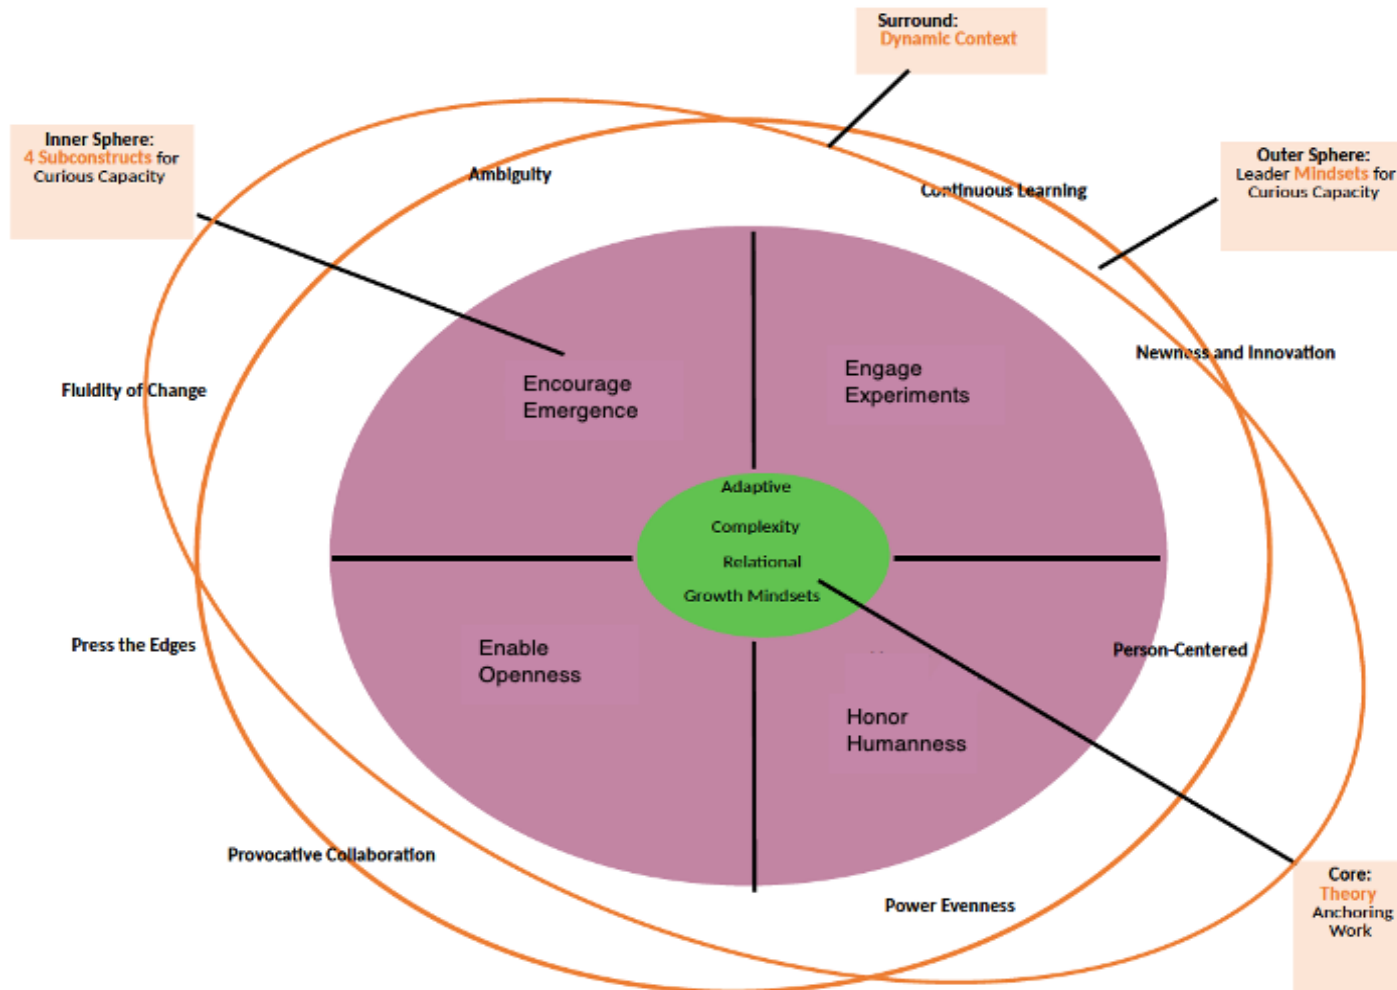 Surround:
Dynamic Context
Inner Sphere:
4 Subconstructs for
Curious Capacity
Outer Sphere:
Leader Mindsets for
Curious Capacity
Ambiguity
Continuous Learning
Newness and Innovation
Fluidity of Change
Encourage
Emergence
Engage
Experiments
Adaptive
Complexity
Relational
Growth Mindsets
Press the Edges
Enable
Openness
Person-Centered
Honor
Humanness
Provocative Collaboration
Power Evenness
Core:
Theory
Anchoring
Work